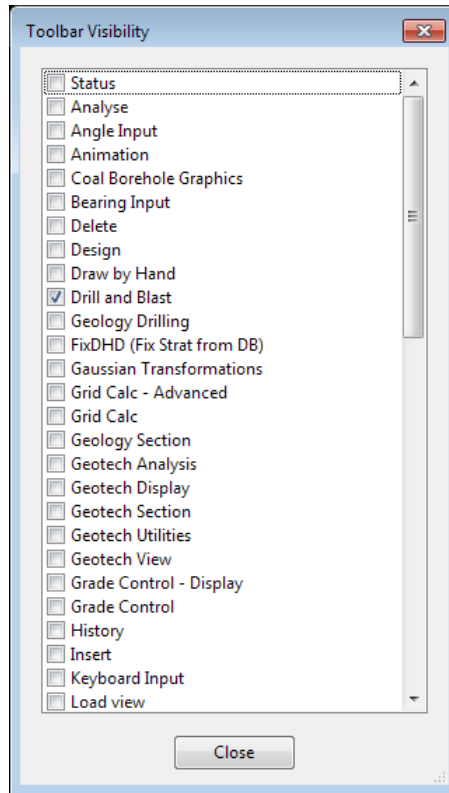 Toolbar Visibility
Status
Analyse
Angle Input
Animation
Coal Borehole Graphics
Bearing Input
Delete
Design
Draw by Hand
Drill and Blast
Geology Drilling
FixDHD (Fix Strat from DB)
Gaussian Transformations
Grid Calc - Advanced
Grid Calc
Geology Section
Geotech Analysis
Geotech Display
Geotech Section
Geotech Utilities
Geotech View
Grade Control - Display
Grade Control
History
Insert
Keyboard Input
Load view
Close